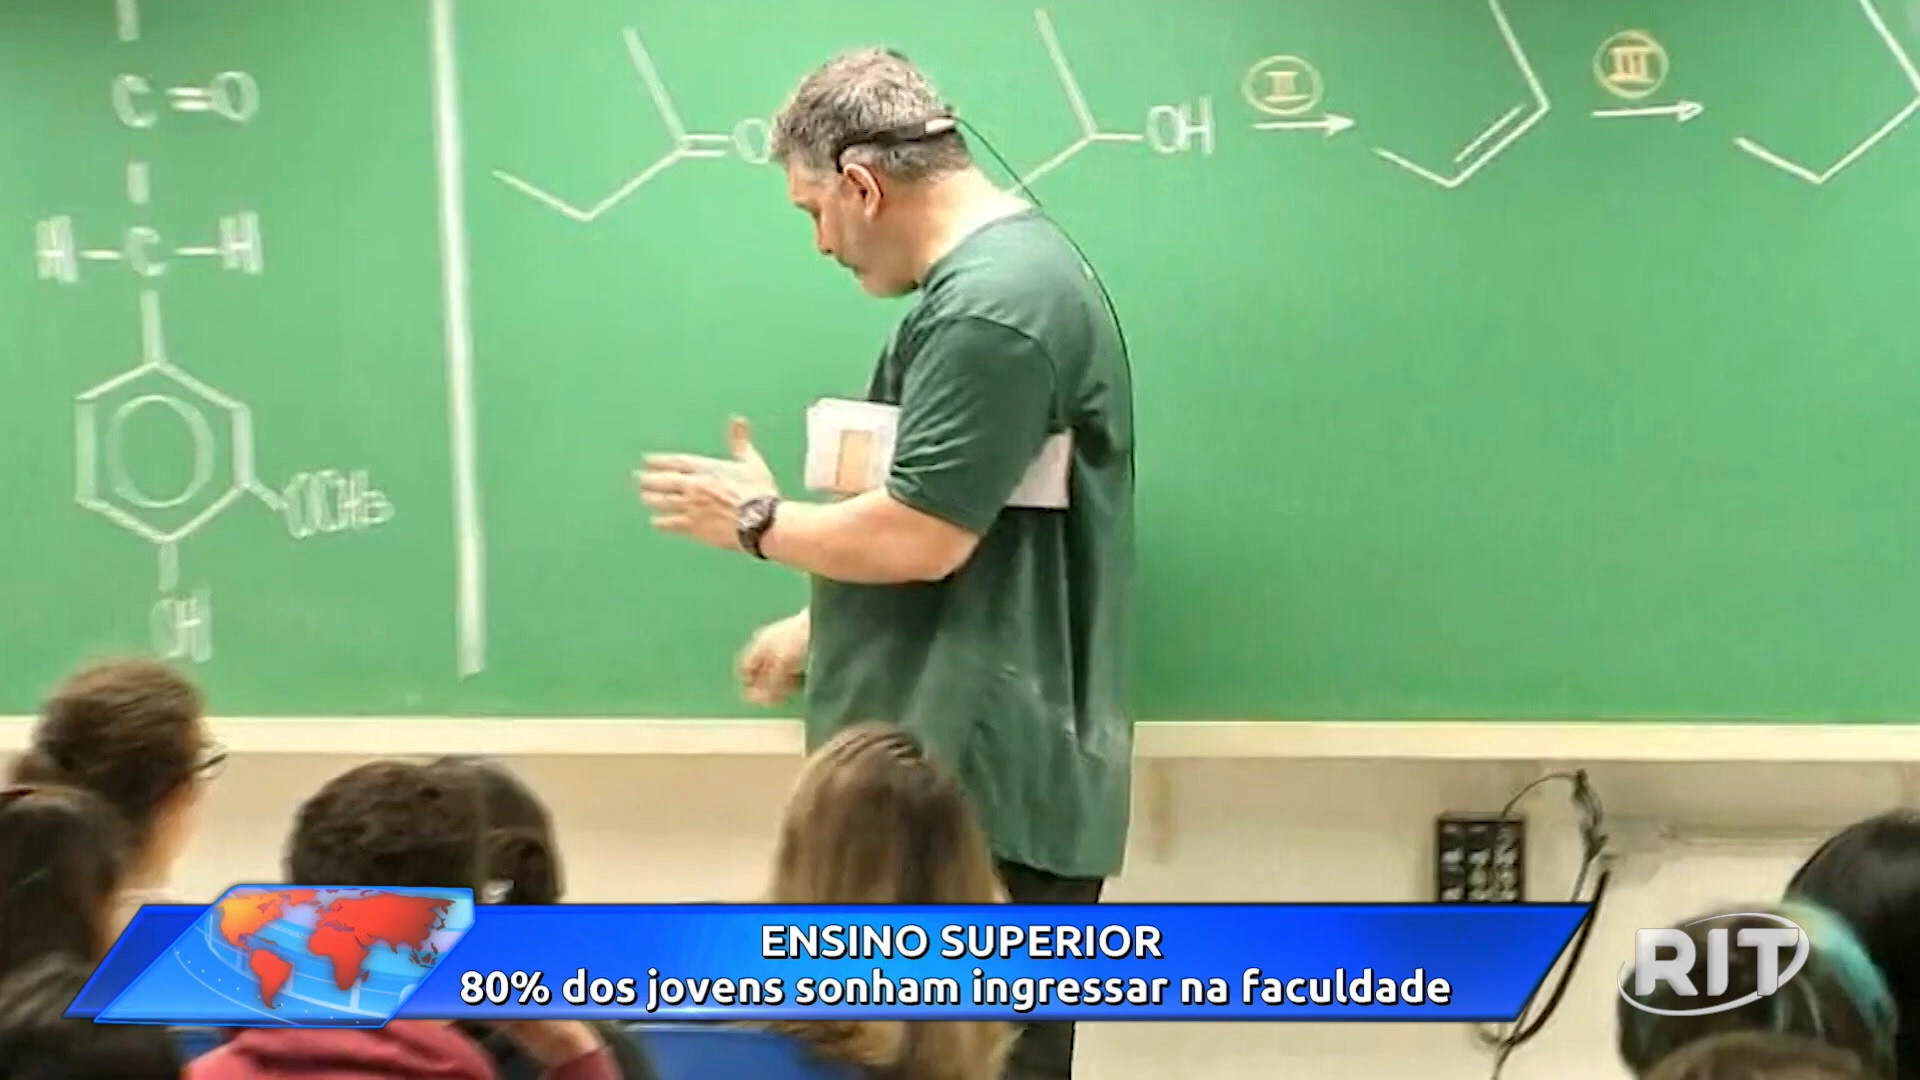 C = O
O
OH
II
III
H - C - H
OCH₃
OH
ENSINO SUPERIOR
80% dos jovens sonham ingressar na faculdade
RIT